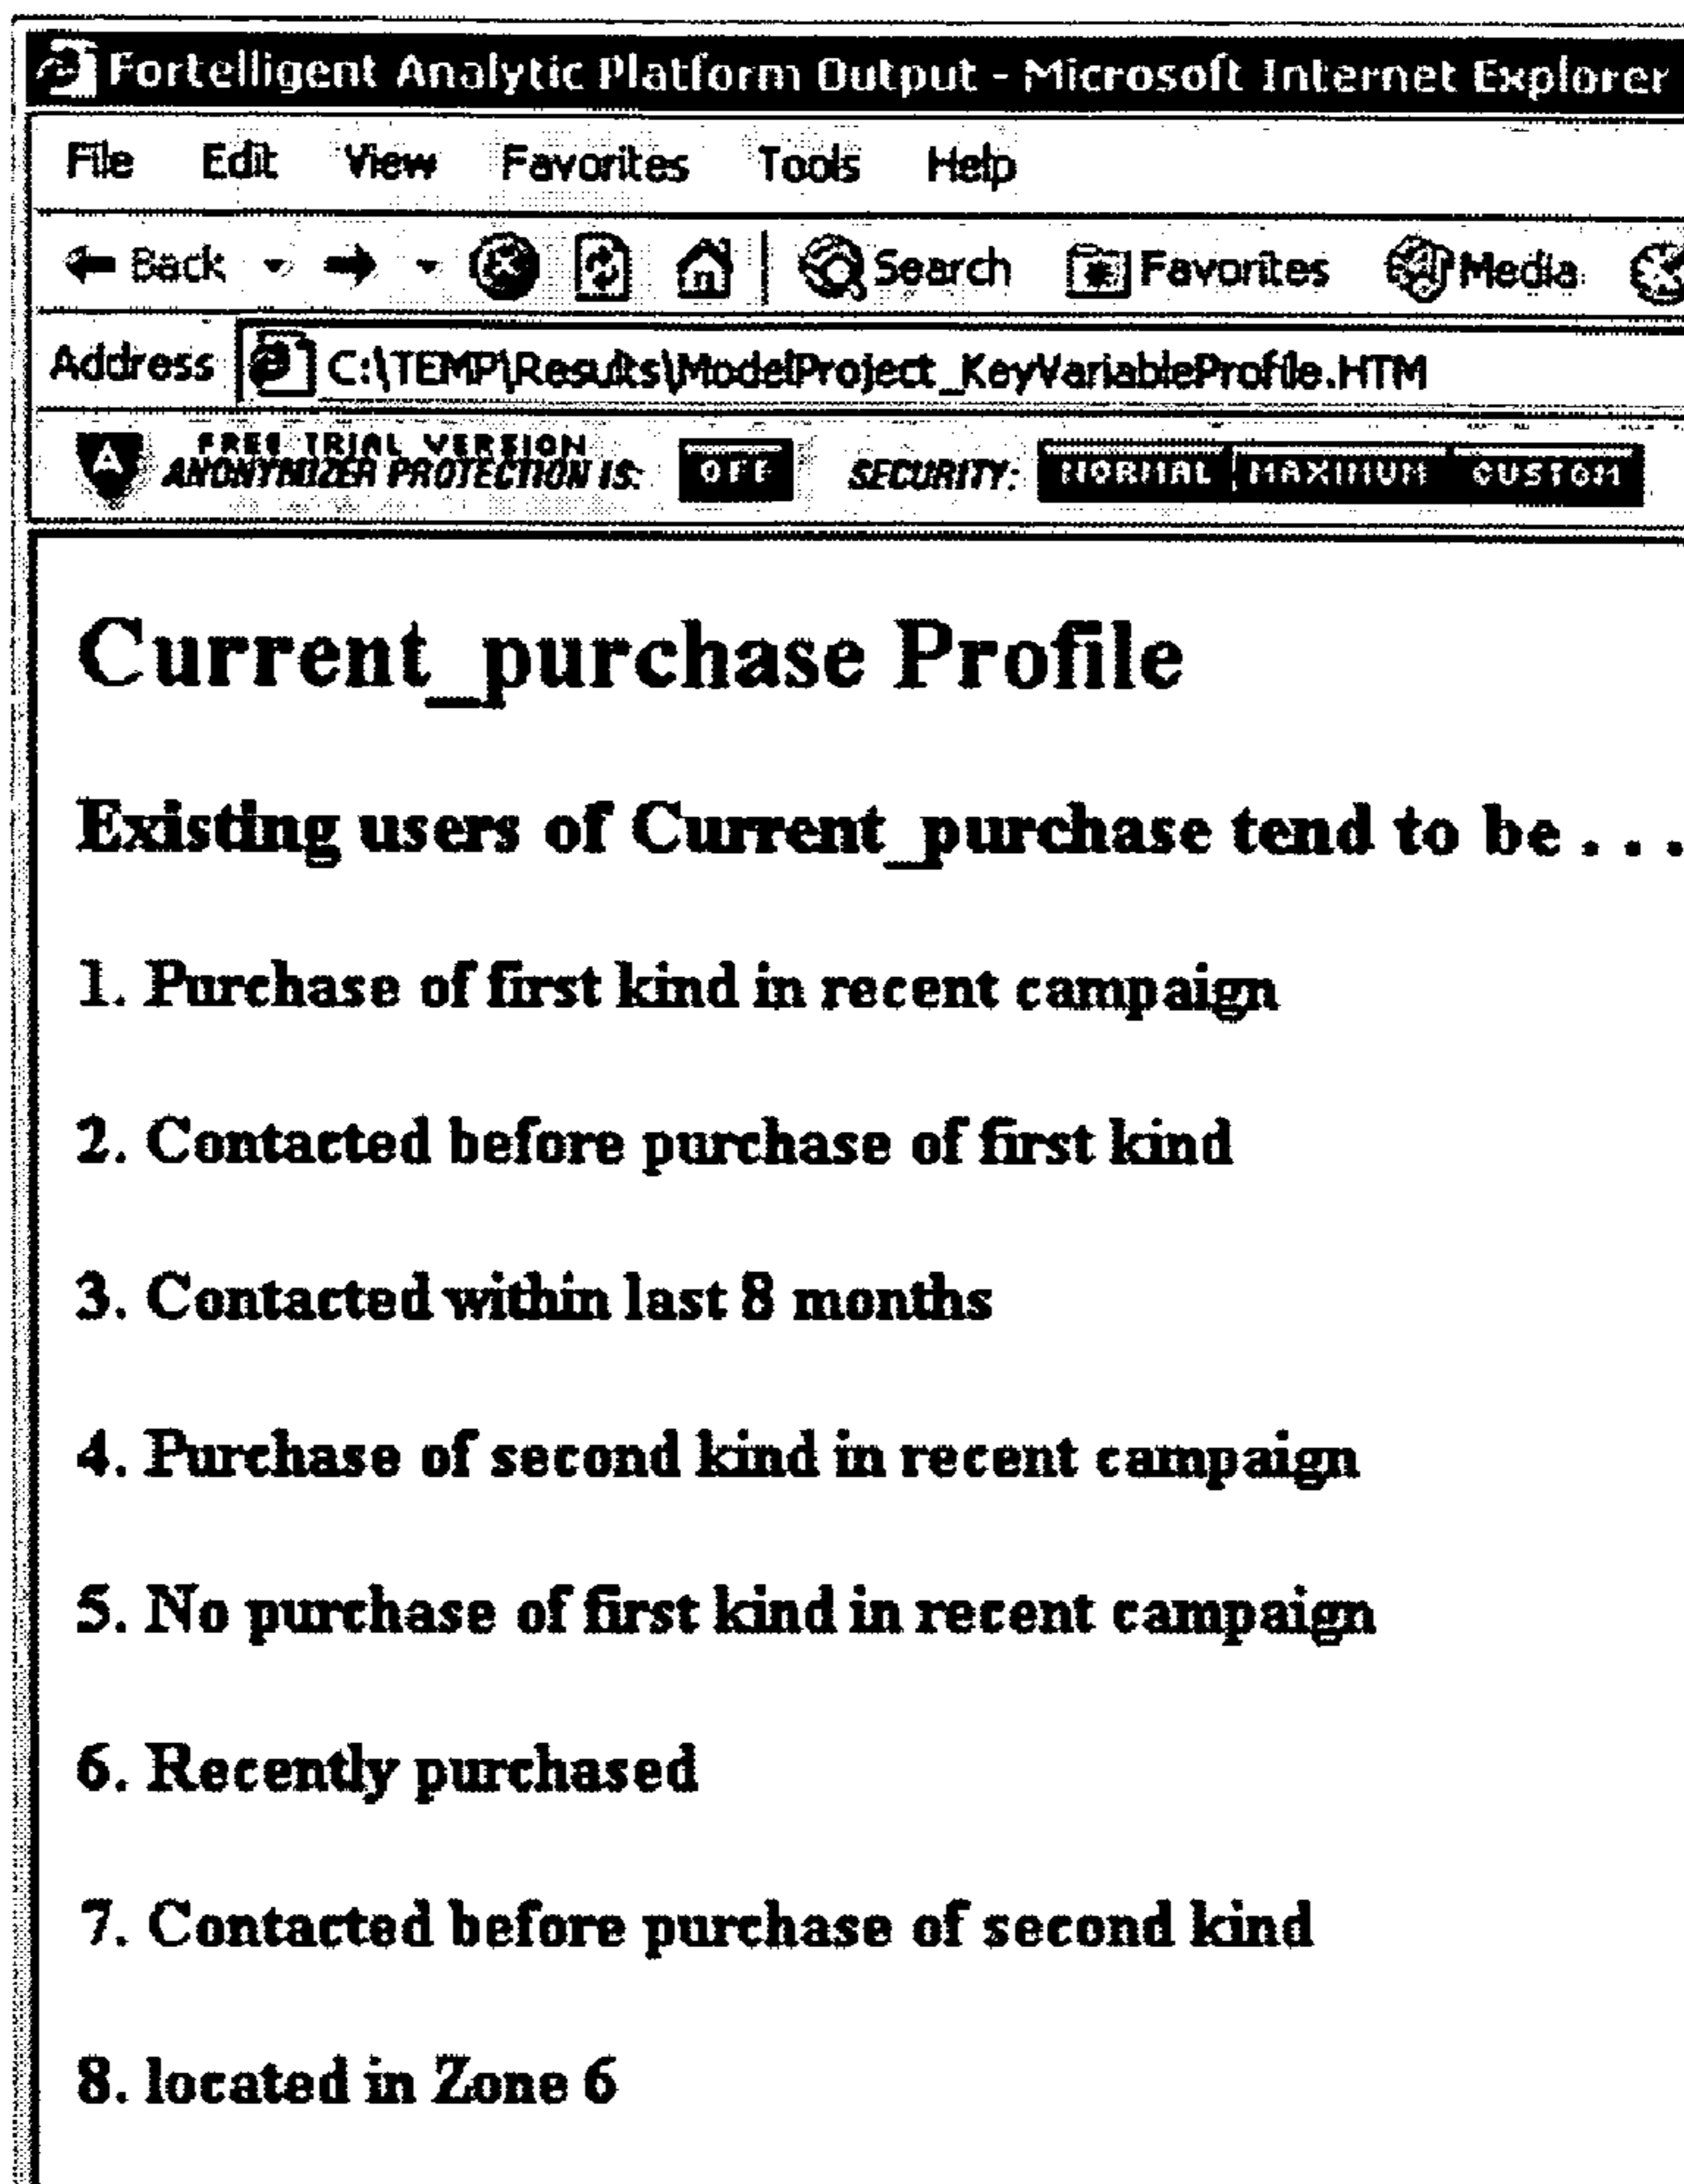 Fortelligent Analytic Platform Output - Microsoft Internet Explorer
File Edit View Favorites Tools Help
Back Search Favorites Media
Address C:\TEMP\Results\ModelProject_KeyVariableProfile.HTM
FREE TRIAL VERSION
ANONYMIZER PROTECTION IS: OFF SECURITY: NORMAL MAXIMUM CUSTOM
Current_purchase Profile
Existing users of Current_purchase tend to be . . .
1. Purchase of first kind in recent campaign
2. Contacted before purchase of first kind
3. Contacted within last 8 months
4. Purchase of second kind in recent campaign
5. No purchase of first kind in recent campaign
6. Recently purchased
7. Contacted before purchase of second kind
8. located in Zone 6